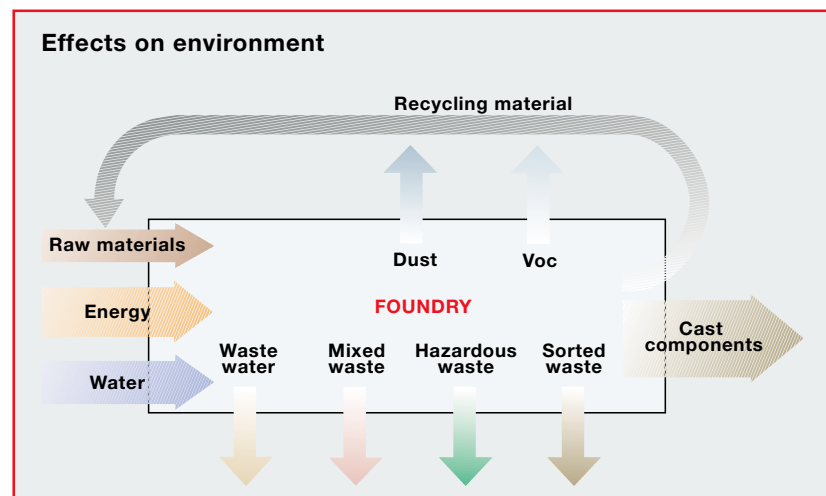 Effects on environment
Recycling material
Raw materials
Dust
Voc
Energy
FOUNDRY
Cast
components
Water
Waste
water
Mixed
waste
Hazardous
waste
Sorted
waste